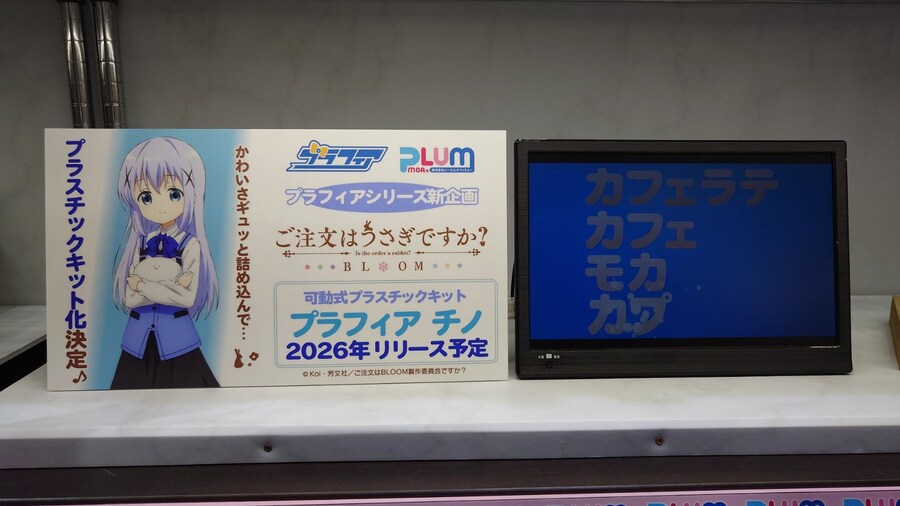 プラスチックキット化決定♪
かわいさギュッと詰め込んで…
プラフィア
PLUM
プラフィアシリーズ新企画
ご注文はうさぎですか?
Is the order a rabbit?
BLOOM
可動式プラスチックキット
プラフィア チノ
2026年 リリース予定
©Koi・芳文社/ご注文はBLOOM製作委員会ですか?
カフェラテ
カフェ
モカ
PLUM
PLUM